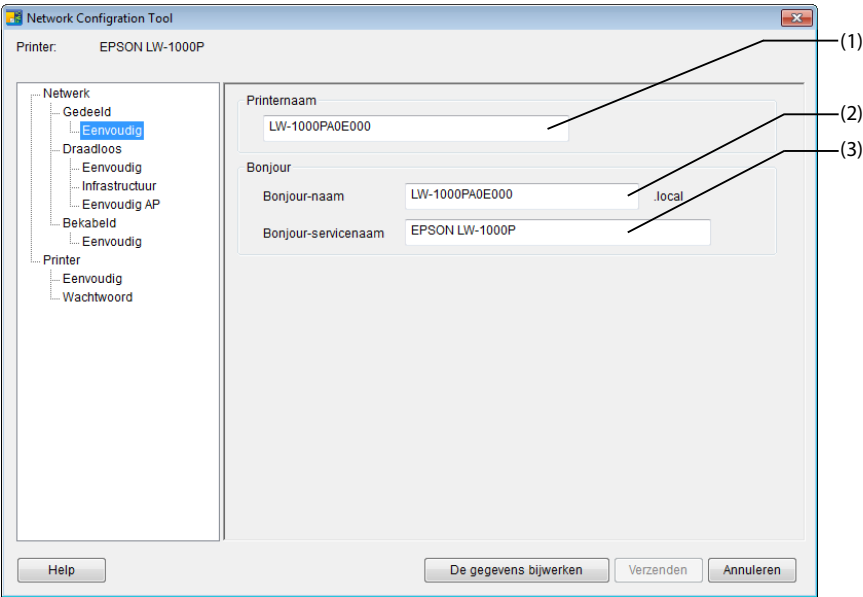 Network Configration Tool
Printer: EPSON LW-1000P
Netwerk
Gedeeld
Eenvoudig
Draadloos
Eenvoudig
Infrastructuur
Eenvoudig AP
Bekabeld
Eenvoudig
Printer
Eenvoudig
Wachtwoord
Printernaam
LW-1000PA0E000
(1)
Bonjour
Bonjour-naam LW-1000PA0E000 .local
(2)
Bonjour-servicenaam EPSON LW-1000P
(3)
Help De gegevens bijwerken Verzenden Annuleren